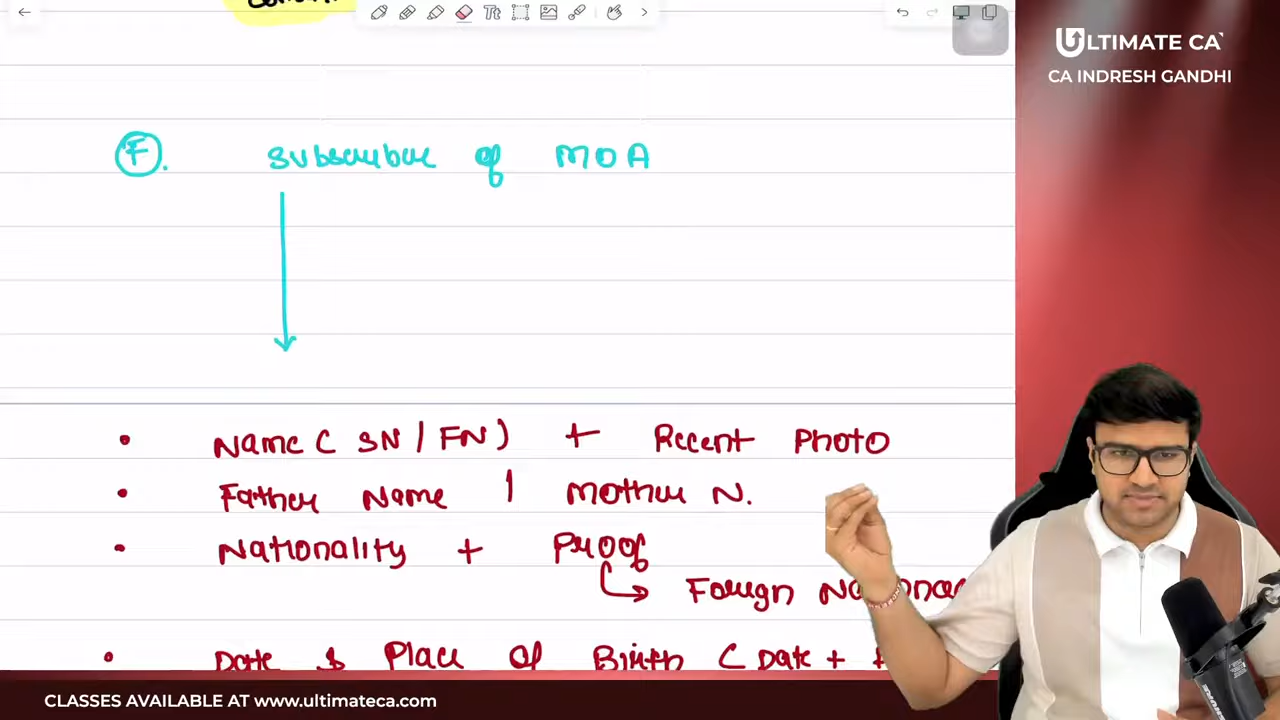 ULTIMATE CA
CA INDRESH GANDHI
Tt
F. Subscriber of MOA
• Name ( SN / FN ) + Recent Photo
• Father Name / Mother N.
• Nationality + Proof
↳ Foreign
• Date & Place of Birth ( Date +
CLASSES AVAILABLE AT www.ultimateca.com